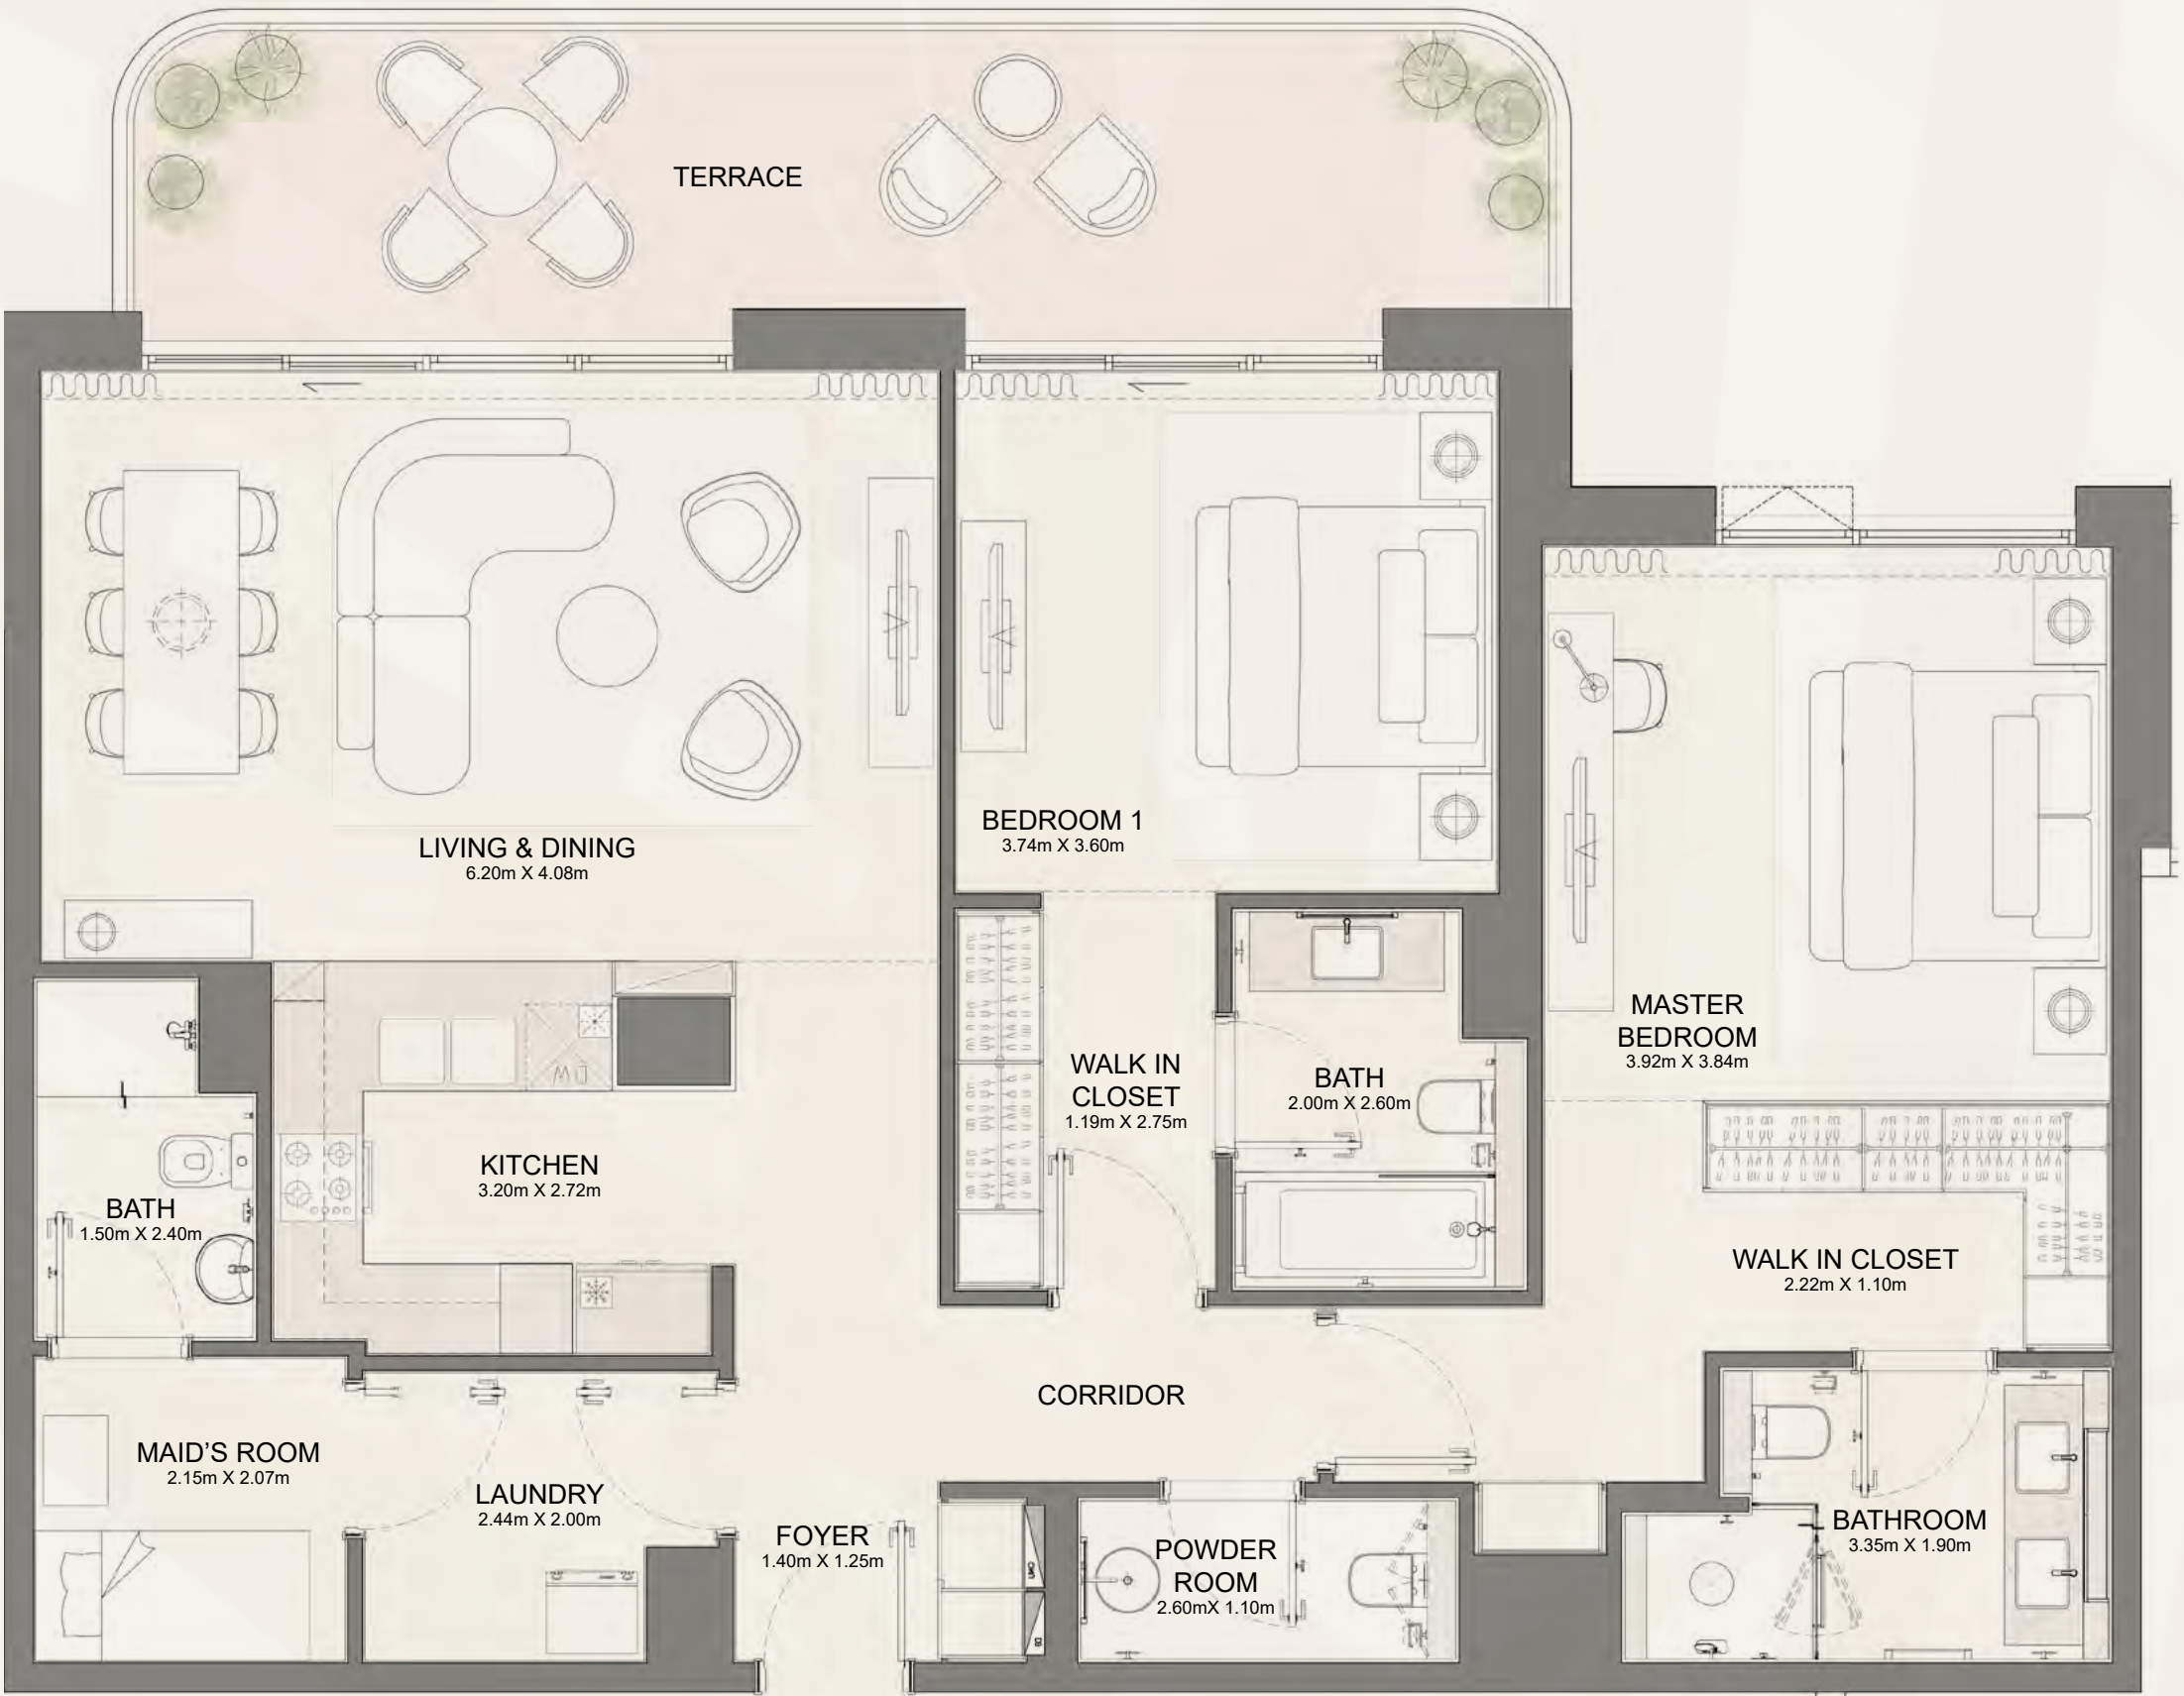 TERRACE
LIVING & DINING
6.20m X 4.08m
BEDROOM 1
3.74m X 3.60m
MASTER
BEDROOM
3.92m X 3.84m
WALK IN
CLOSET
1.19m X 2.75m
BATH
2.00m X 2.60m
KITCHEN
3.20m X 2.72m
BATH
1.50m X 2.40m
WALK IN CLOSET
2.22m X 1.10m
CORRIDOR
MAID'S ROOM
2.15m X 2.07m
LAUNDRY
2.44m X 2.00m
FOYER
1.40m X 1.25m
POWDER
ROOM
2.60mX 1.10m
BATHROOM
3.35m X 1.90m